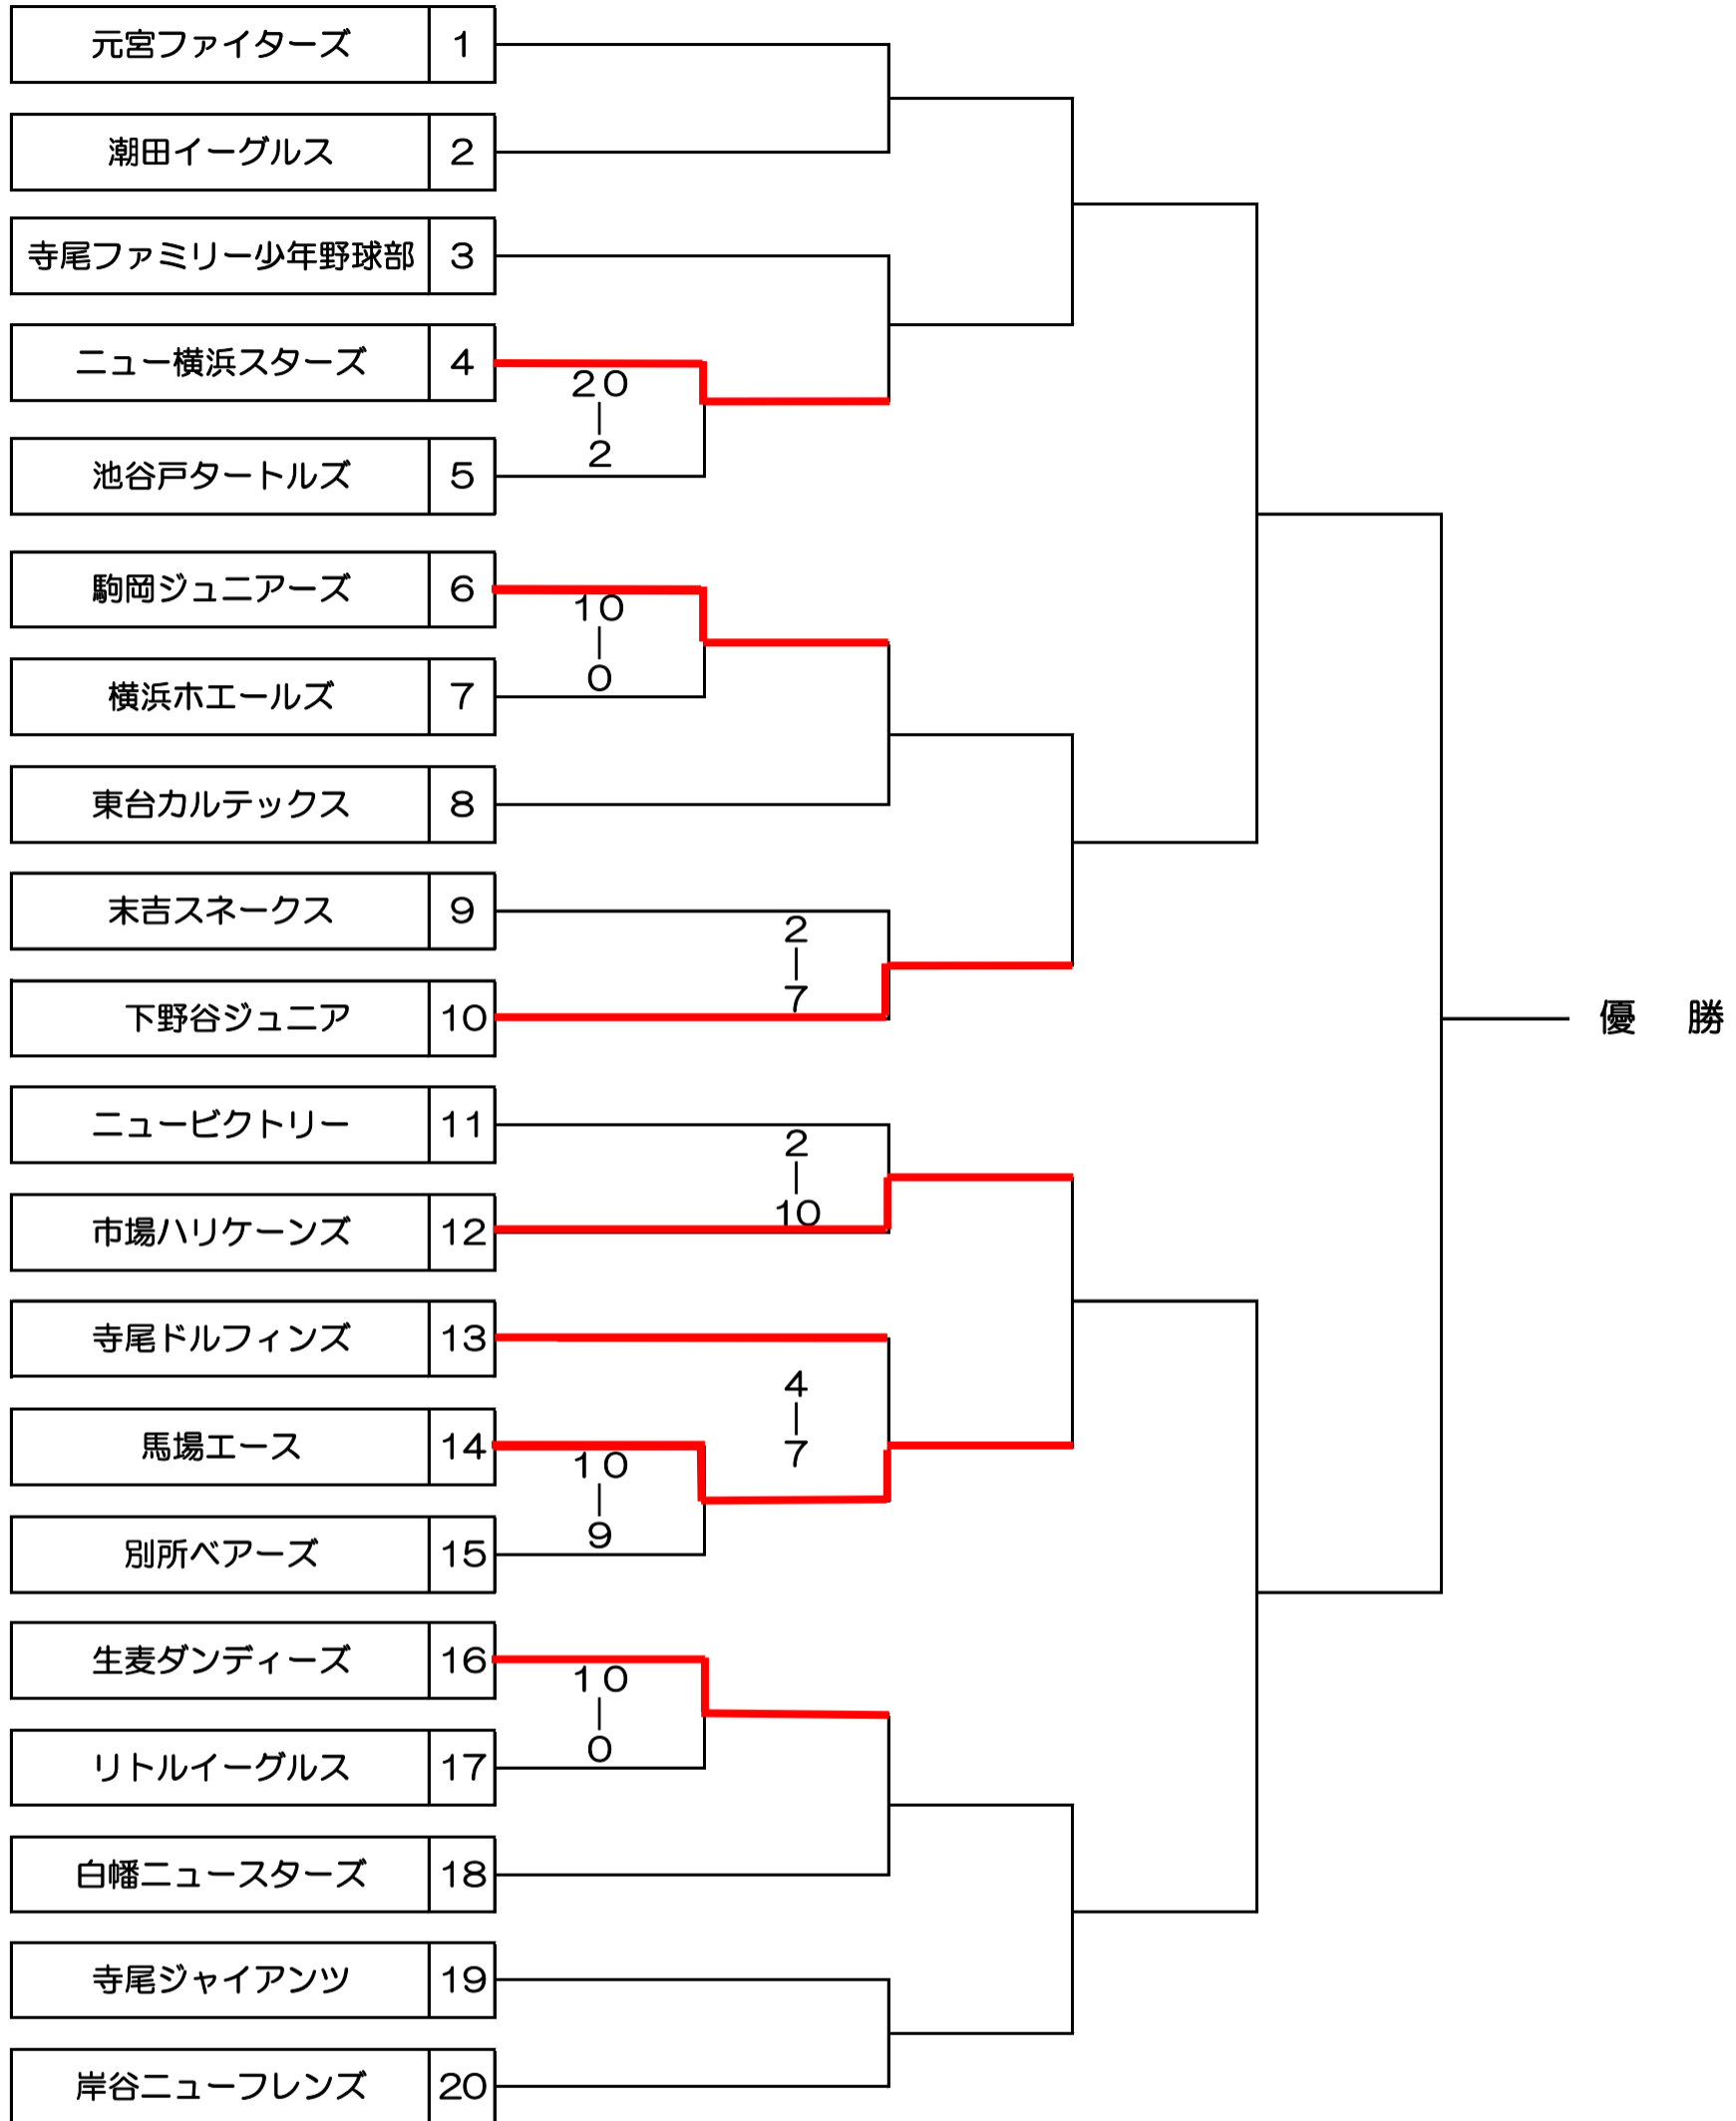 元宮ファイターズ 1
潮田イーグルス 2
寺尾ファミリー少年野球部 3
ニュー横浜スターズ 4
20
|
2
池谷戸タートルズ 5
駒岡ジュニアーズ 6
10
|
0
横浜ホエールズ 7
東台カルテックス 8
末吉スネークス 9
2
|
7
下野谷ジュニア 10
優 勝
ニュービクトリー 11
2
|
10
市場ハリケーンズ 12
寺尾ドルフィンズ 13
4
|
7
馬場エース 14
10
|
9
別所ベアーズ 15
生麦ダンディーズ 16
10
|
0
リトルイーグルス 17
白幡ニュースターズ 18
寺尾ジャイアンツ 19
岸谷ニューフレンズ 20